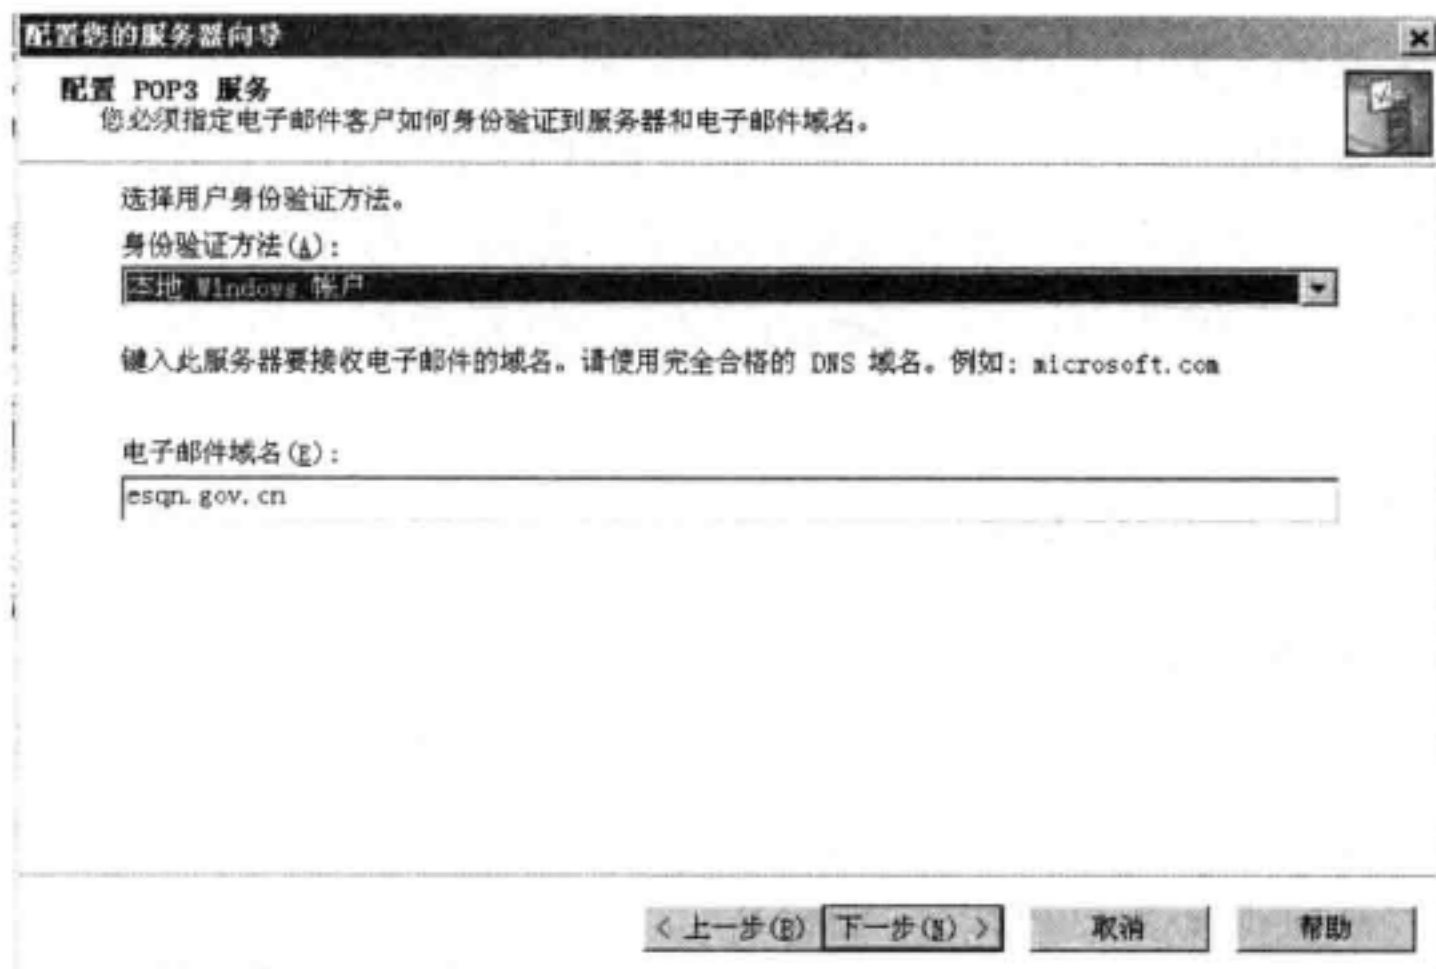 配置您的服务器向导
配置 POP3 服务
您必须指定电子邮件客户如何身份验证到服务器和电子邮件域名。
选择用户身份验证方法。
身份验证方法(A):
本地 Windows 帐户
键入此服务器要接收电子邮件的域名。请使用完全合格的 DNS 域名。例如: microsoft.com
电子邮件域名(E):
esqn.gov.cn
< 上一步(B) 下一步(N) > 取消 帮助